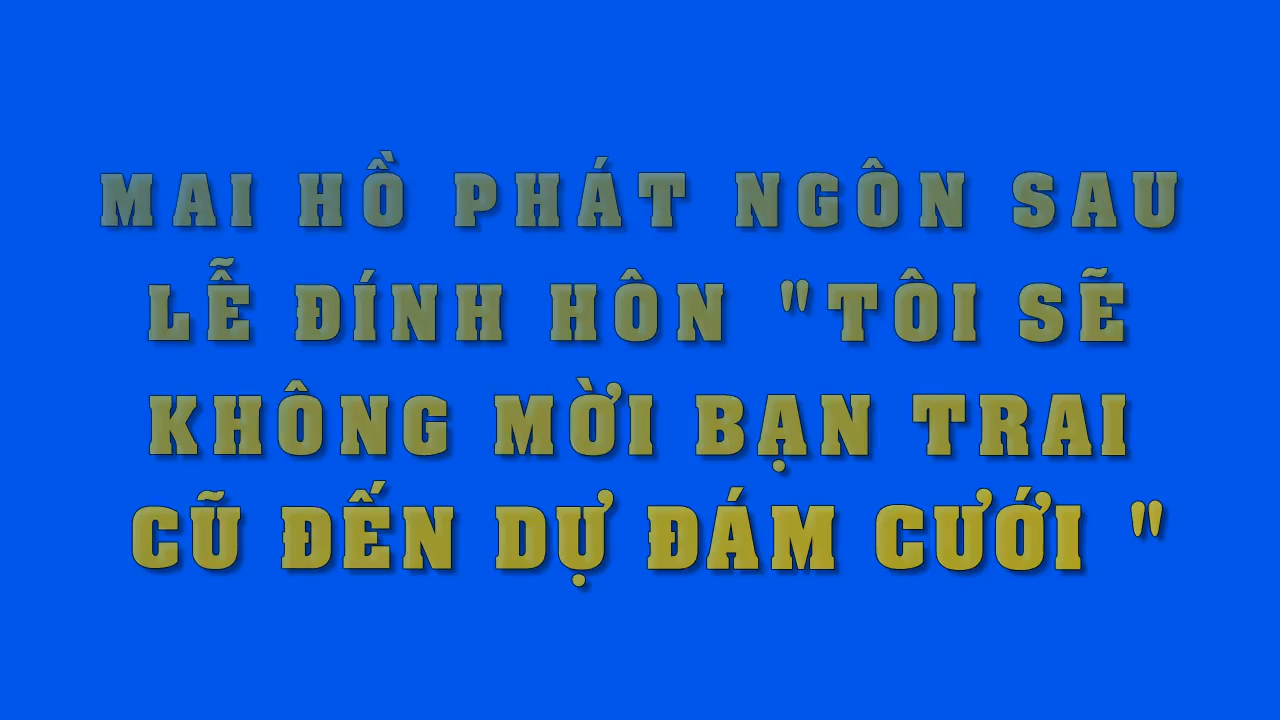 MAI HỒ PHÁT NGÔN SAU
LỄ ĐÍNH HÔN "TÔI SẼ
KHÔNG MỜI BẠN TRAI
CŨ ĐẾN DỰ ĐÁM CƯỚI "